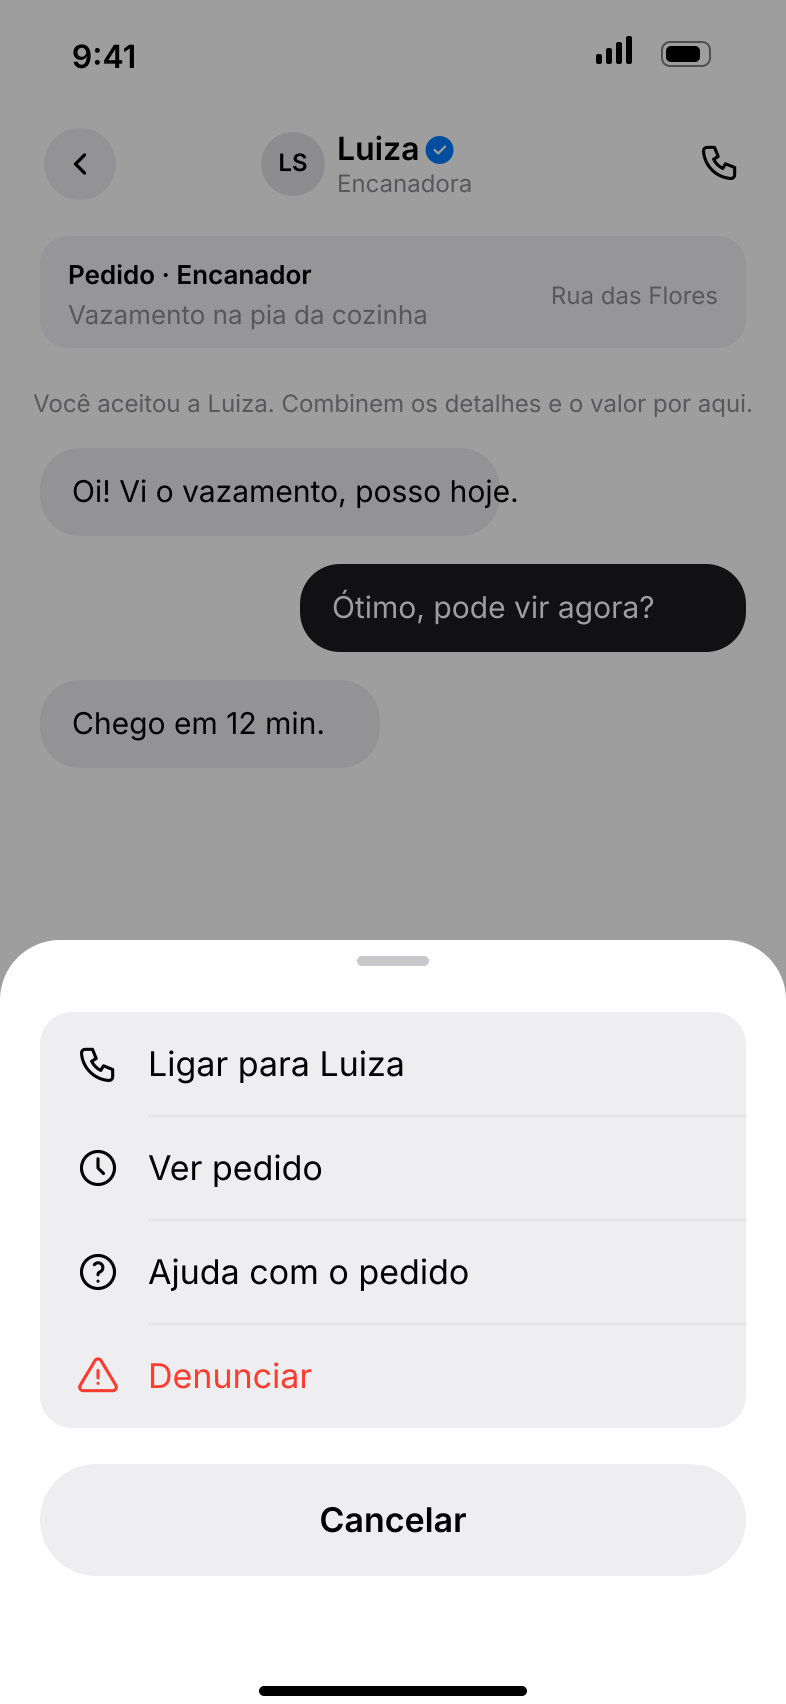 9:41
LS
Luiza
Encanadora
Pedido · Encanador
Vazamento na pia da cozinha
Rua das Flores
Você aceitou a Luiza. Combinem os detalhes e o valor por aqui.
Oi! Vi o vazamento, posso hoje.
Ótimo, pode vir agora?
Chego em 12 min.
Ligar para Luiza
Ver pedido
Ajuda com o pedido
Denunciar
Cancelar